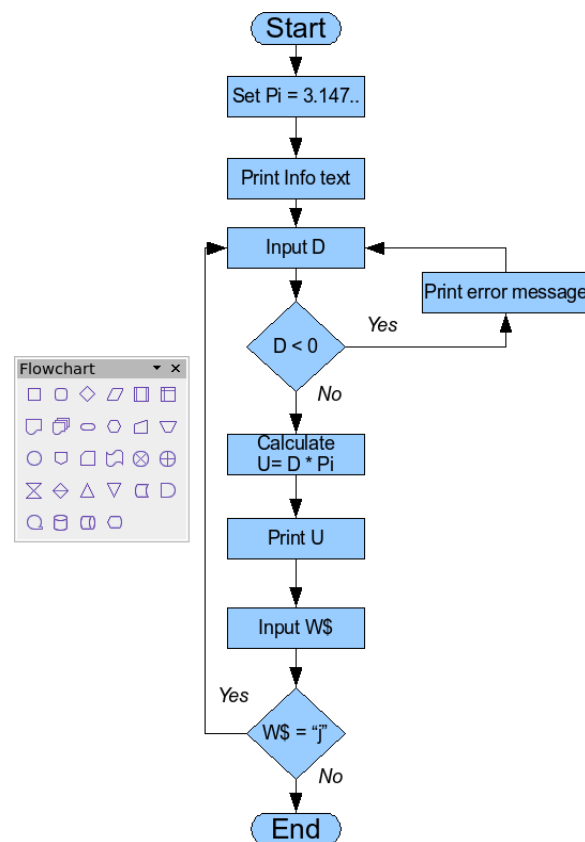 Start
Set Pi = 3.147..
Print Info text
Input D
Print error message
D < 0
Yes
No
Flowchart
Calculate
U= D * Pi
Print U
Input W$
Yes
W$ = “j”
No
End